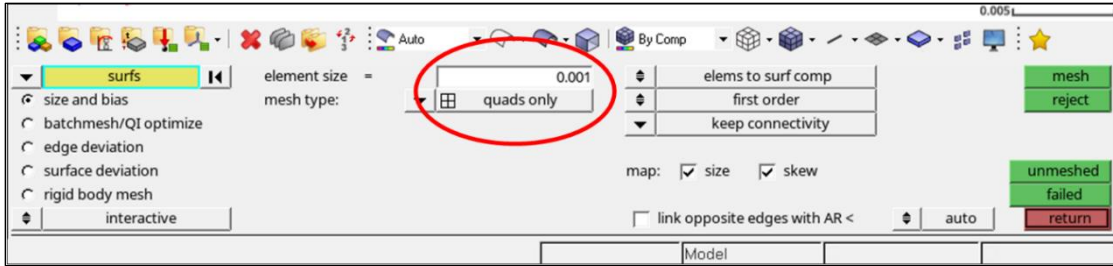 0.005
Auto By Comp
surfs element size = 0.001 elems to surf comp mesh
size and bias mesh type: quads only first order reject
batchmesh/QI optimize keep connectivity
edge deviation
surface deviation map: size skew unmeshed
rigid body mesh failed
interactive link opposite edges with AR < auto return
Model